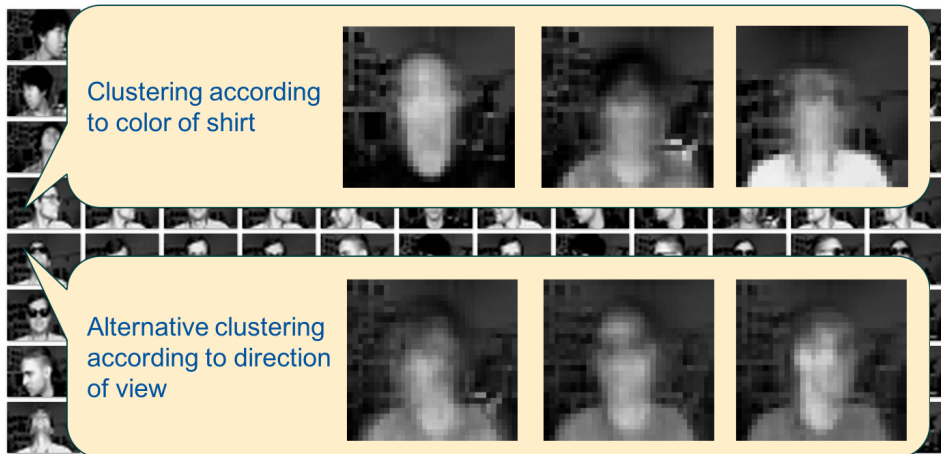 Clustering according
to color of shirt
Alternative clustering
according to direction
of view